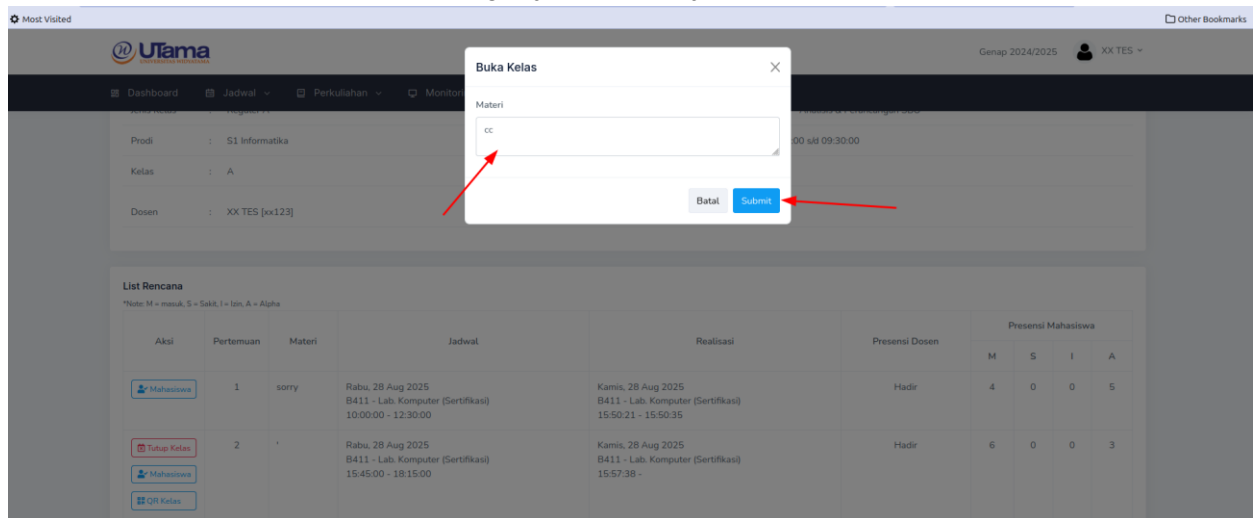 Most Visited
Other Bookmarks
UTama
Genap 2024/2025
XX TES
Buka Kelas
Dashboard
Jadwal
Perkuliahan
Materi
cc
Prodi : S1 Informatika
:00 s/d 09:30:00
Kelas : A
Batal Submit
Dosen : XX TES [xx123]
List Rencana
*Note: M = masuk, S = Sakit, I = Izin, A = Alpha
Aksi Pertemuan Materi Jadwal Realisasi Presensi Dosen Presensi Mahasiswa
M S I A
Mahasiswa 1 sorry Rabu, 28 Aug 2025 Kamis, 28 Aug 2025 Hadir 4 0 0 5
B411 - Lab. Komputer (Sertifikasi) B411 - Lab. Komputer (Sertifikasi)
10:00:00 - 12:30:00 15:50:21 - 15:50:35
Tutup Kelas 2 ' Rabu, 28 Aug 2025 Kamis, 28 Aug 2025 Hadir 6 0 0 3
B411 - Lab. Komputer (Sertifikasi) B411 - Lab. Komputer (Sertifikasi)
Mahasiswa 15:45:00 - 18:15:00 15:57:38 -
QR Kelas